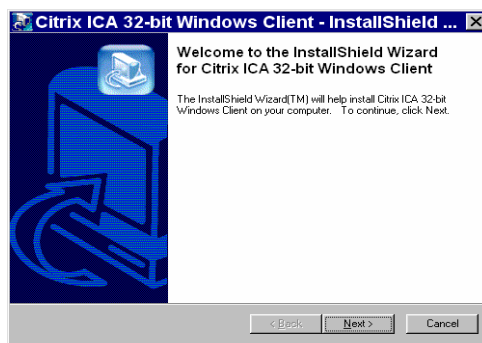 Citrix ICA 32-bit Windows Client - InstallShield ...
Welcome to the InstallShield Wizard
for Citrix ICA 32-bit Windows Client
The InstallShield Wizard(TM) will help install Citrix ICA 32-bit
Windows Client on your computer. To continue, click Next.
< Back Next > Cancel